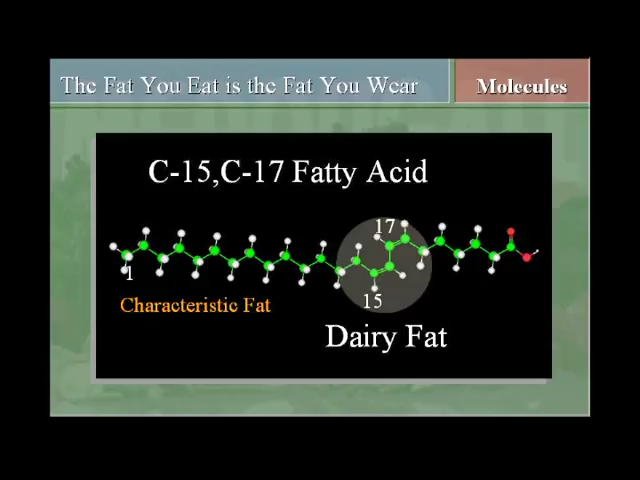 The Fat You Eat is the Fat You Wear
Molecules
C-15,C-17 Fatty Acid
17
1
15
Characteristic Fat
Dairy Fat